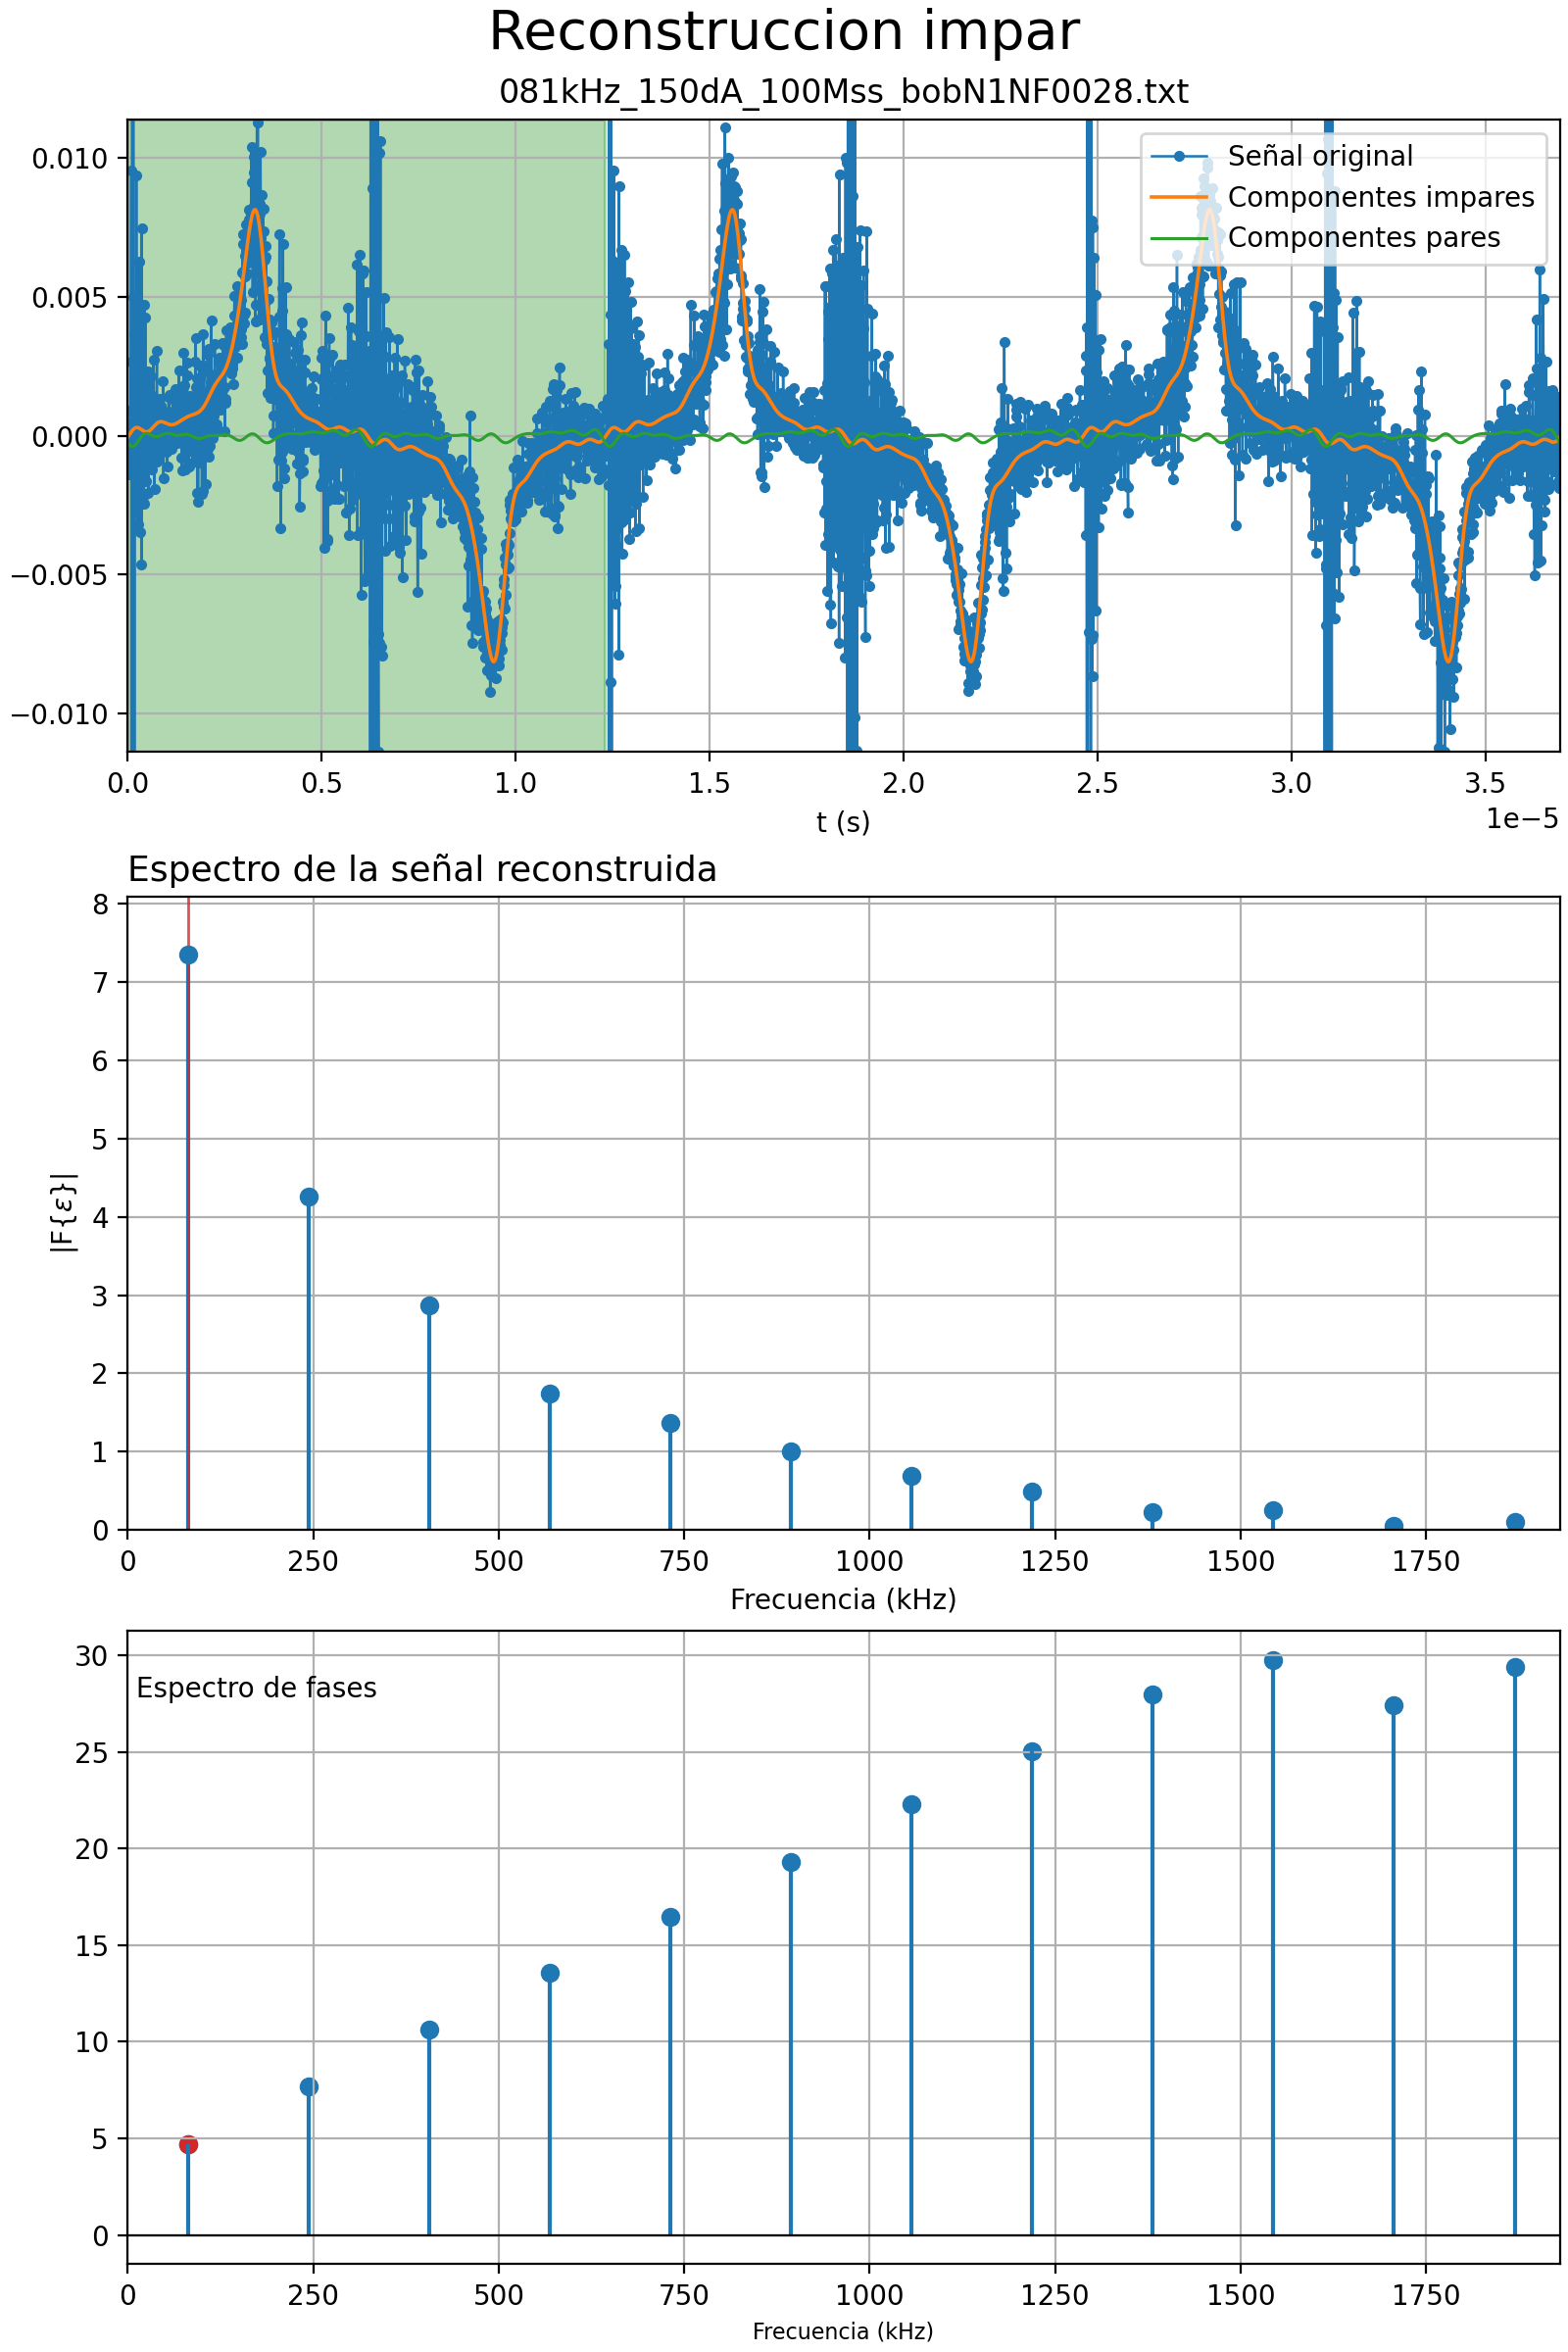 Reconstruccion impar
081kHz_150dA_100Mss_bobN1NF0028.txt
Señal original
Componentes impares
Componentes pares
0.010
0.005
0.000
−0.005
−0.010
0.0 0.5 1.0 1.5 2.0 2.5 3.0 3.5
1e−5
t (s)
Espectro de la señal reconstruida
8
7
6
5
4
3
2
1
0
|F{ε}|
0 250 500 750 1000 1250 1500 1750
Frecuencia (kHz)
Espectro de fases
30
25
20
15
10
5
0
0 250 500 750 1000 1250 1500 1750
Frecuencia (kHz)